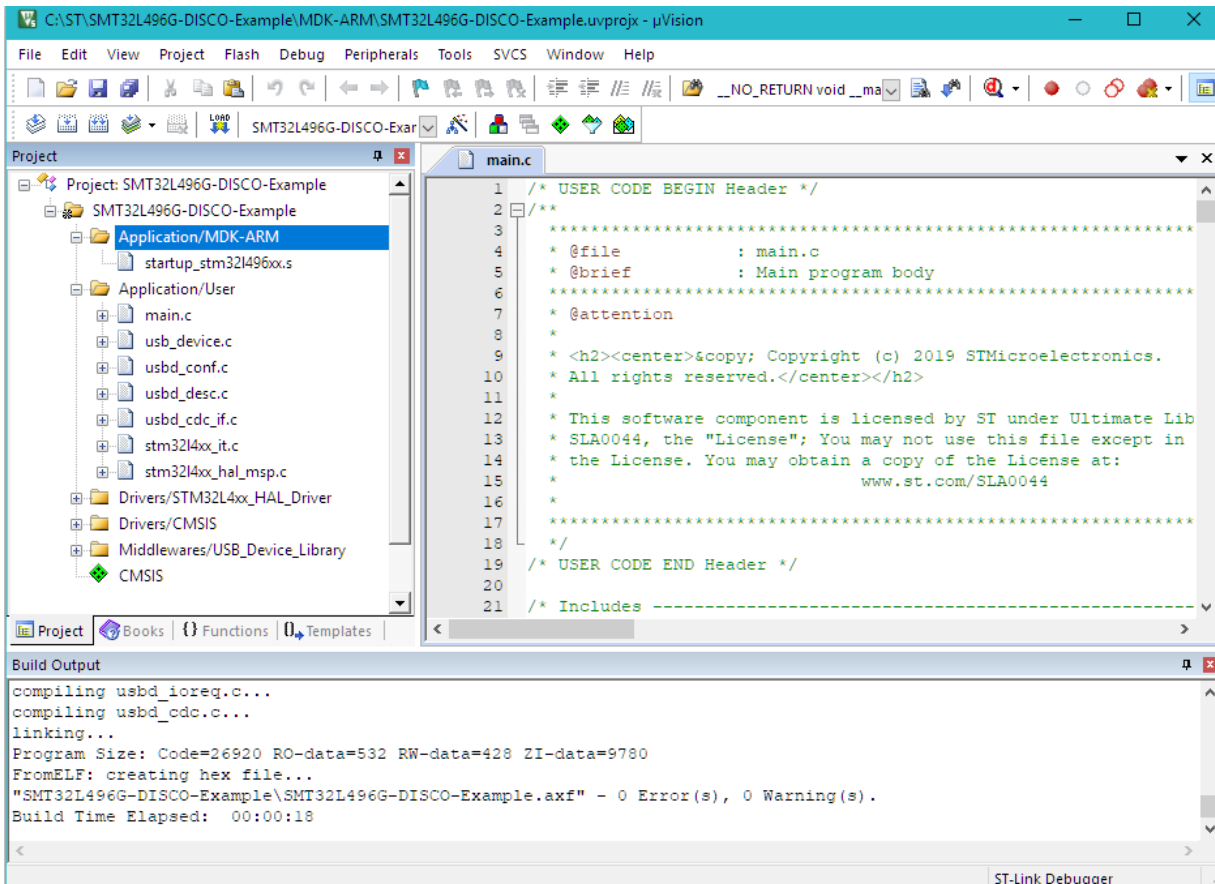 C:\ST\SMT32L496G-DISCO-Example\MDK-ARM\SMT32L496G-DISCO-Example.uvprojx - µVision
File Edit View Project Flash Debug Peripherals Tools SVCS Window Help
__NO_RETURN void __ma
LOAD SMT32L496G-DISCO-Exar
Project
Project: SMT32L496G-DISCO-Example
SMT32L496G-DISCO-Example
Application/MDK-ARM
startup_stm32l496xx.s
Application/User
main.c
usb_device.c
usbd_conf.c
usbd_desc.c
usbd_cdc_if.c
stm32l4xx_it.c
stm32l4xx_hal_msp.c
Drivers/STM32L4xx_HAL_Driver
Drivers/CMSIS
Middlewares/USB_Device_Library
CMSIS
Project Books {} Functions 0 Templates
main.c
1 /* USER CODE BEGIN Header */
2 /**
3 ******************************************************************
4 * @file : main.c
5 * @brief : Main program body
6 ******************************************************************
7 * @attention
8 *
9 * <h2><center>&copy; Copyright (c) 2019 STMicroelectronics.
10 * All rights reserved.</center></h2>
11 *
12 * This software component is licensed by ST under Ultimate Lib
13 * SLA0044, the "License"; You may not use this file except in
14 * the License. You may obtain a copy of the License at:
15 * www.st.com/SLA0044
16 *
17 ******************************************************************
18 */
19 /* USER CODE END Header */
20
21 /* Includes ----------------------------------------------------
Build Output
compiling usbd_ioreq.c...
compiling usbd_cdc.c...
linking...
Program Size: Code=26920 RO-data=532 RW-data=428 ZI-data=9780
FromELF: creating hex file...
"SMT32L496G-DISCO-Example\SMT32L496G-DISCO-Example.axf" - 0 Error(s), 0 Warning(s).
Build Time Elapsed: 00:00:18
ST-Link Debugger